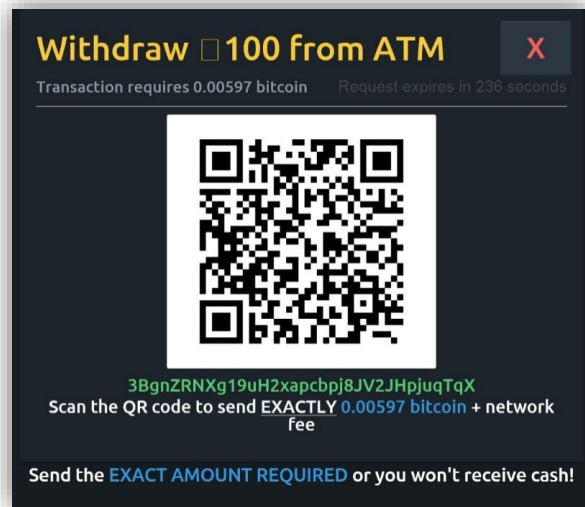 Withdraw □100 from ATM
X
Transaction requires 0.00597 bitcoin
Request expires in 236 seconds
3BgnZRNXg19uH2xapcbpj8JV2JHpjuqTqX
Scan the QR code to send EXACTLY 0.00597 bitcoin + network
fee
Send the EXACT AMOUNT REQUIRED or you won't receive cash!